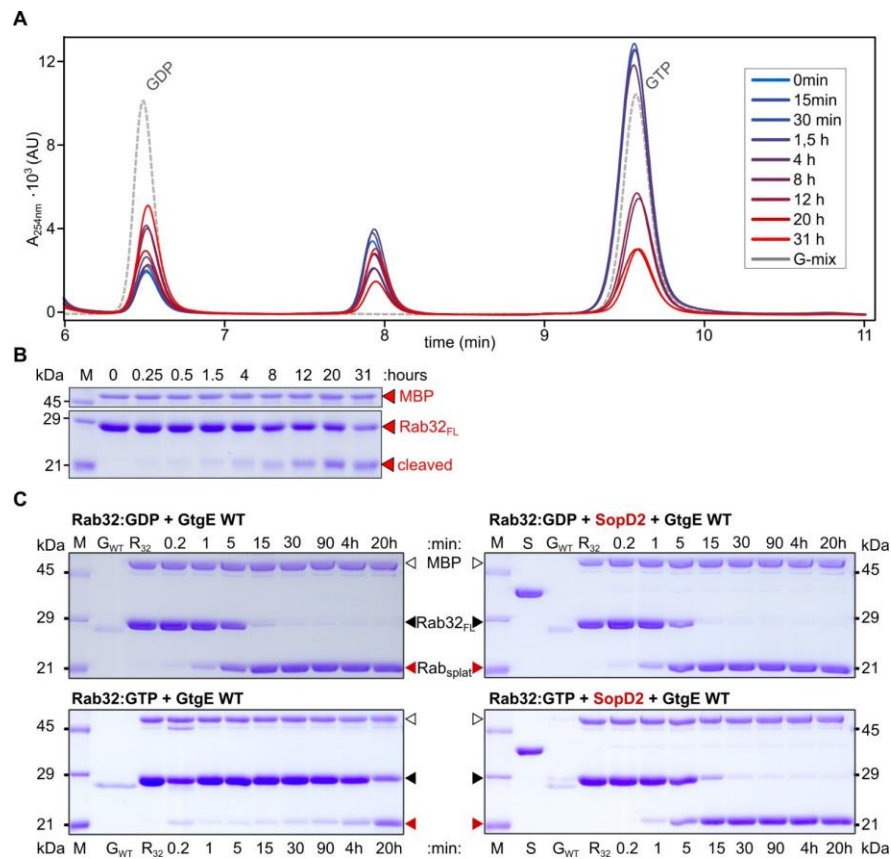 A
GDP
GTP
12
8
4
0
A254nm · 10³ (AU)
6 7 8 9 10 11
time (min)
0min
15min
30 min
1,5 h
4 h
8 h
12 h
20 h
31 h
G-mix
B
kDa M 0 0.25 0.5 1.5 4 8 12 20 31 :hours
45 MBP
29 Rab32FL
21 cleaved
C
Rab32:GDP + GtgE WT
kDa M GWT R32 0.2 1 5 15 30 90 4h 20h :min:
45 MBP
29 Rab32FL
21 Rabsplat
Rab32:GDP + SopD2 + GtgE WT
M S GWT R32 0.2 1 5 15 30 90 4h 20h kDa
45
29
21
Rab32:GTP + GtgE WT
45
29
21
kDa M GWT R32 0.2 1 5 15 30 90 4h 20h :min:
Rab32:GTP + SopD2 + GtgE WT
45
29
21
M S GWT R32 0.2 1 5 15 30 90 4h 20h kDa